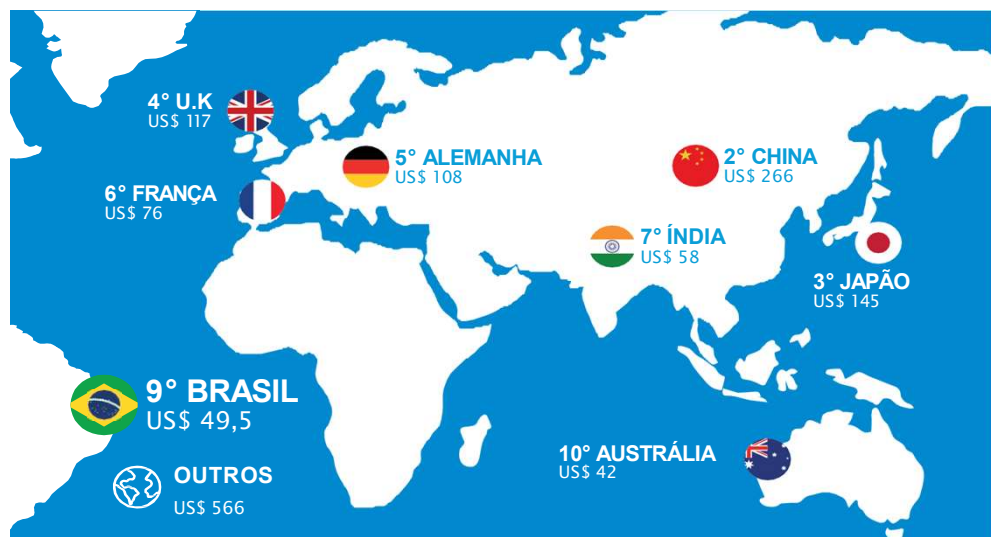 4° U.K
US$ 117
5° ALEMANHA
US$ 108
2° CHINA
US$ 266
6° FRANÇA
US$ 76
7° ÍNDIA
US$ 58
3° JAPÃO
US$ 145
9° BRASIL
US$ 49,5
10° AUSTRÁLIA
US$ 42
OUTROS
US$ 566